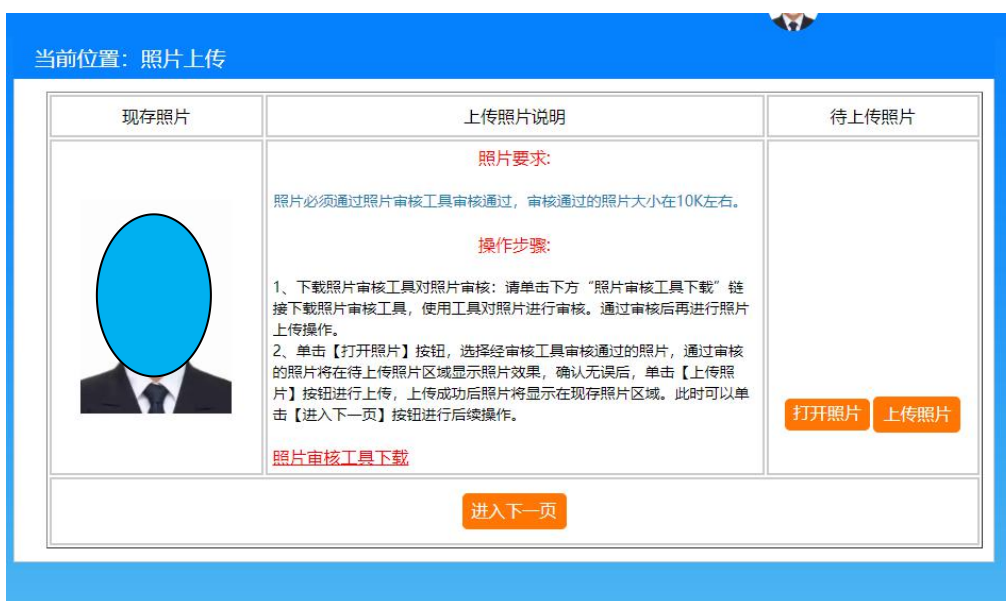 当前位置：照片上传
现存照片
上传照片说明
待上传照片
照片要求:
照片必须通过照片审核工具审核通过，审核通过的照片大小在10K左右。
操作步骤:
1、下载照片审核工具对照片审核：请单击下方“照片审核工具下载”链
接下载照片审核工具，使用工具对照片进行审核。通过审核后再进行照片
上传操作。
2、单击【打开照片】按钮，选择经审核工具审核通过的照片，通过审核
的照片将在待上传照片区域显示照片效果，确认无误后，单击【上传照
片】按钮进行上传，上传成功后照片将显示在现存照片区域。此时可以单
击【进入下一页】按钮进行后续操作。
照片审核工具下载
打开照片
上传照片
进入下一页